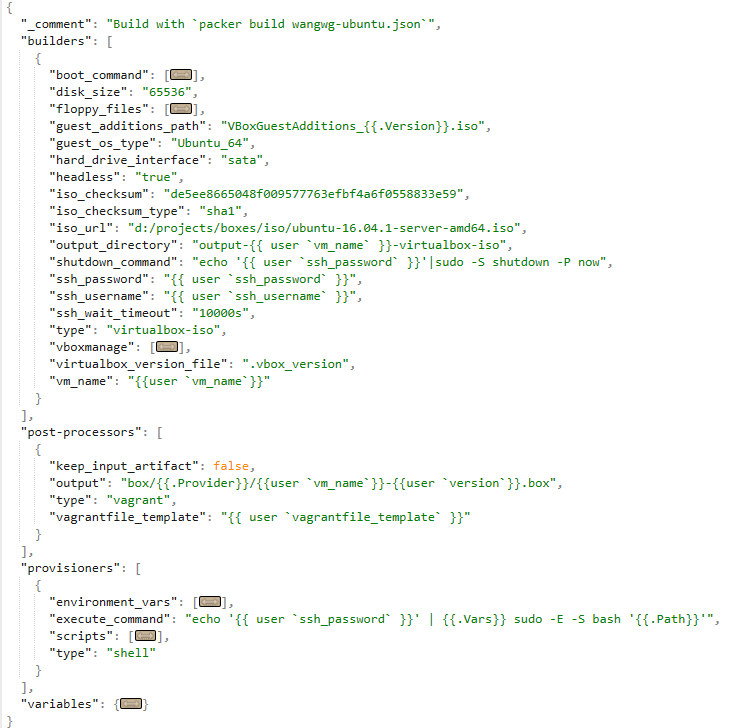 {
"_comment": "Build with `packer build wangwg-ubuntu.json`",
"builders": [
{
"boot_command": [],
"disk_size": "65536",
"floppy_files": [],
"guest_additions_path": "VBoxGuestAdditions_{{.Version}}.iso",
"guest_os_type": "Ubuntu_64",
"hard_drive_interface": "sata",
"headless": "true",
"iso_checksum": "de5ee8665048f009577763efbf4a6f0558833e59",
"iso_checksum_type": "sha1",
"iso_url": "d:/projects/boxes/iso/ubuntu-16.04.1-server-amd64.iso",
"output_directory": "output-{{ user `vm_name` }}-virtualbox-iso",
"shutdown_command": "echo '{{ user `ssh_password` }}'|sudo -S shutdown -P now",
"ssh_password": "{{ user `ssh_password` }}",
"ssh_username": "{{ user `ssh_username` }}",
"ssh_wait_timeout": "10000s",
"type": "virtualbox-iso",
"vboxmanage": [],
"virtualbox_version_file": ".vbox_version",
"vm_name": "{{user `vm_name`}}"
}
],
"post-processors": [
{
"keep_input_artifact": false,
"output": "box/{{.Provider}}/{{user `vm_name`}}-{{user `version`}}.box",
"type": "vagrant",
"vagrantfile_template": "{{ user `vagrantfile_template` }}"
}
],
"provisioners": [
{
"environment_vars": [],
"execute_command": "echo '{{ user `ssh_password` }}' | {{.Vars}} sudo -E -S bash '{{.Path}}'",
"scripts": [],
"type": "shell"
}
],
"variables": {}
}